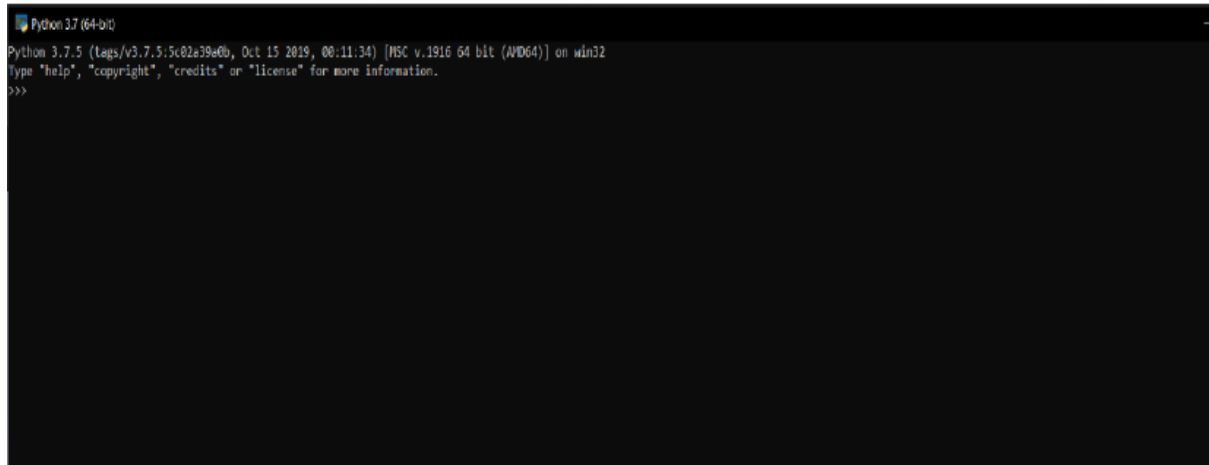 Python 3.7 (64-bit)
Python 3.7.5 (tags/v3.7.5:5c02a39a0b, Oct 15 2019, 00:11:34) [MSC v.1916 64 bit (AMD64)] on win32
Type "help", "copyright", "credits" or "license" for more information.
>>>